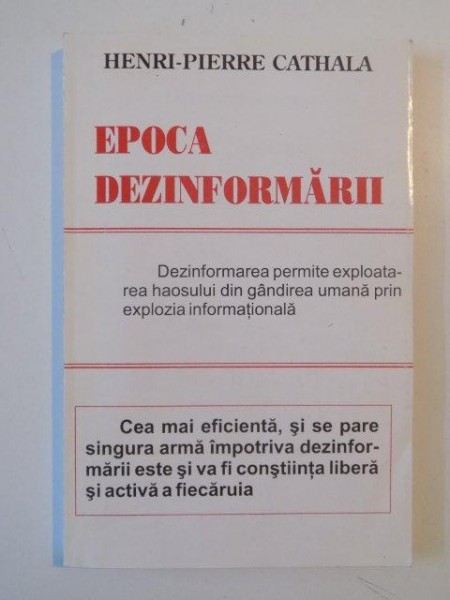 HENRI-PIERRE CATHALA
EPOCA
DEZINFORMĂRII
Dezinformarea permite exploata-
rea haosului din gândirea umană prin
explozia informaţională
Cea mai eficientă, şi se pare
singura armă împotriva dezinfor-
mării este şi va fi conştiinţa liberă
şi activă a fiecăruia